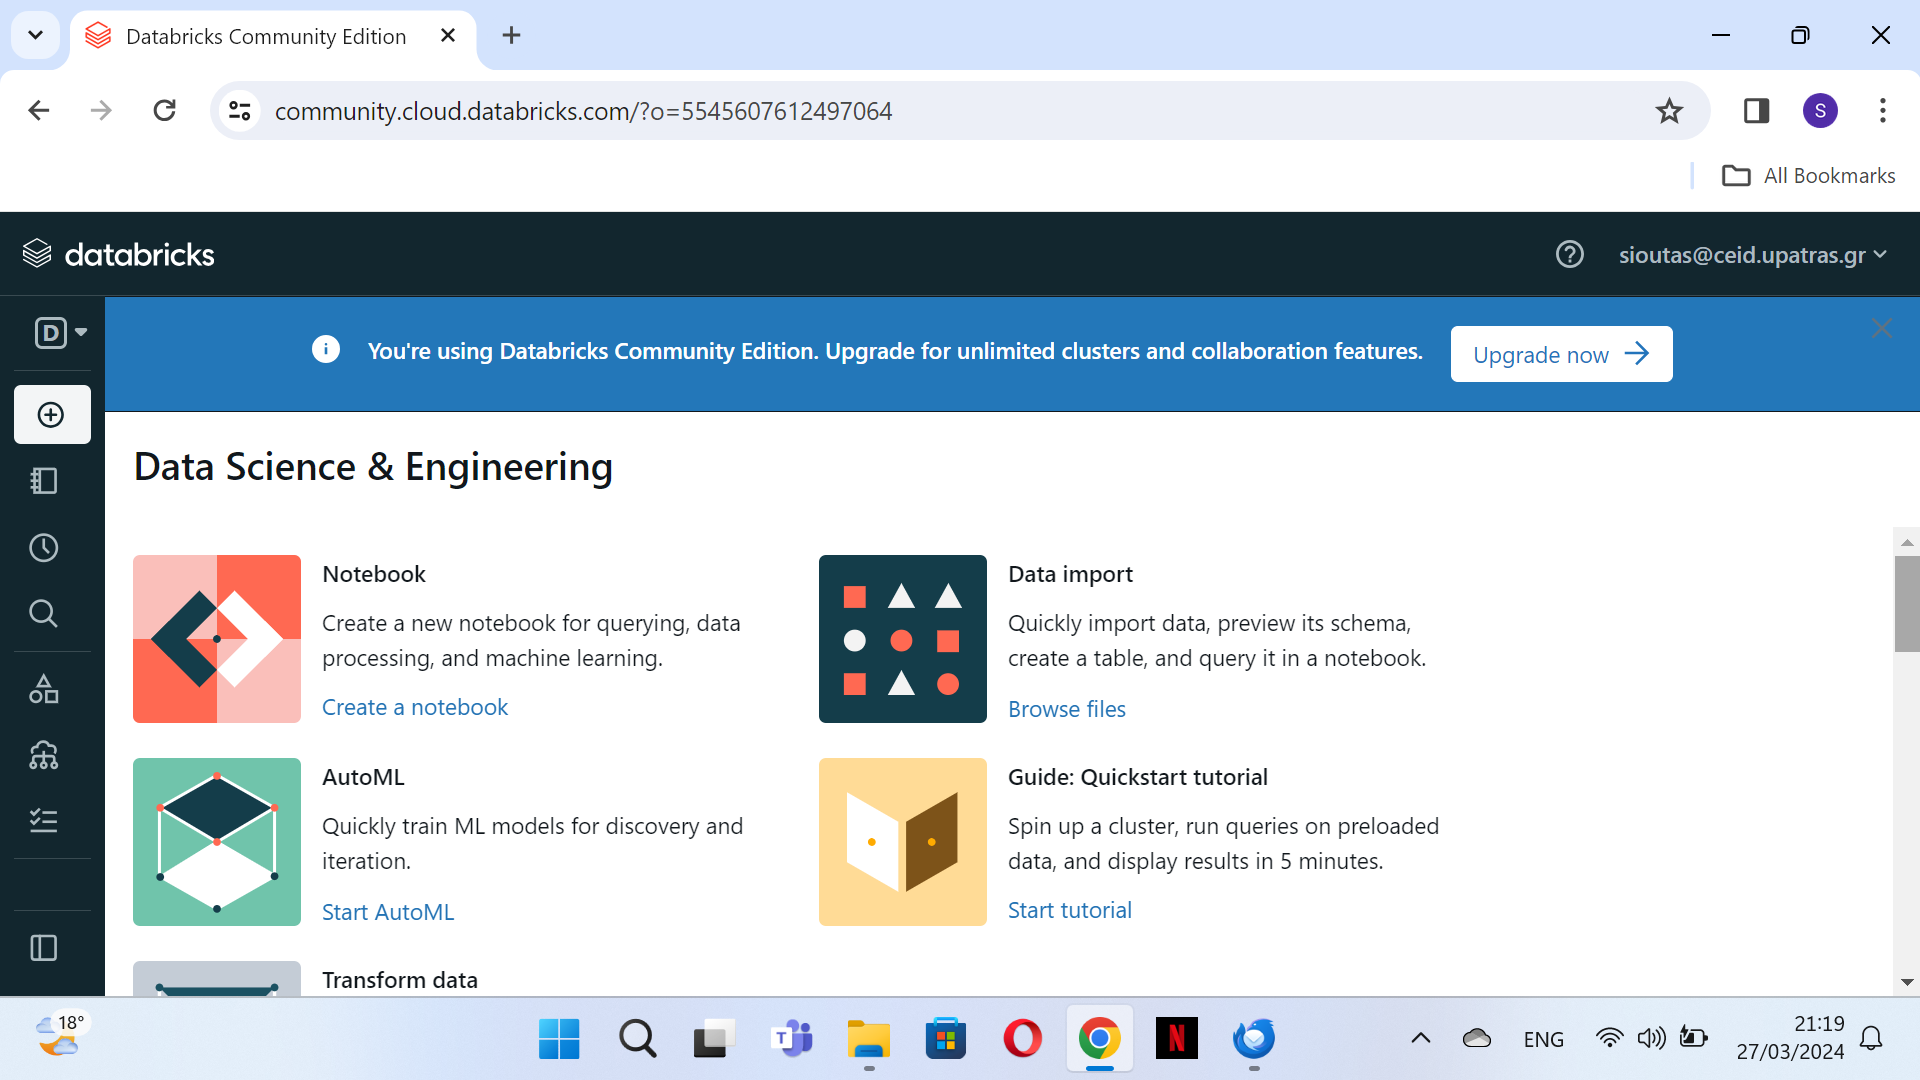 Databricks Community Edition
community.cloud.databricks.com/?o=5545607612497064
S
All Bookmarks
databricks
sioutas@ceid.upatras.gr
D
You're using Databricks Community Edition. Upgrade for unlimited clusters and collaboration features.
Upgrade now
Data Science & Engineering
Notebook
Create a new notebook for querying, data
processing, and machine learning.
Create a notebook
Data import
Quickly import data, preview its schema,
create a table, and query it in a notebook.
Browse files
AutoML
Quickly train ML models for discovery and
iteration.
Start AutoML
Guide: Quickstart tutorial
Spin up a cluster, run queries on preloaded
data, and display results in 5 minutes.
Start tutorial
Transform data
18°
T
N
ENG
21:19
27/03/2024